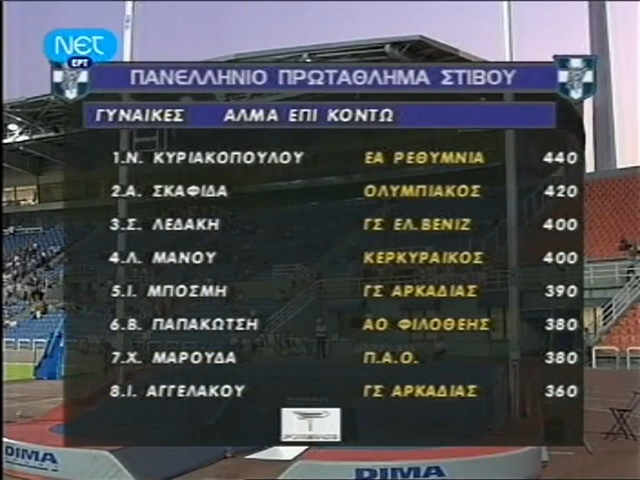 NET
ΕΡΤ
ΠΑΝΕΛΛΗΝΙΟ ΠΡΩΤΑΘΛΗΜΑ ΣΤΙΒΟΥ
ΓΥΝΑΙΚΕΣ ΑΛΜΑ ΕΠΙ ΚΟΝΤΩ
1.Ν. ΚΥΡΙΑΚΟΠΟΥΛΟΥ ΕΑ ΡΕΘΥΜΝΙΑ 440
2.Α. ΣΚΑΦΙΔΑ ΟΛΥΜΠΙΑΚΟΣ 420
3.Σ. ΛΕΔΑΚΗ ΓΣ ΕΛ.ΒΕΝΙΖ 400
4.Λ. ΜΑΝΟΥ ΚΕΡΚΥΡΑΙΚΟΣ 400
5.Ι. ΜΠΟΣΜΗ ΓΣ ΑΡΚΑΔΙΑΣ 390
6.Β. ΠΑΠΑΚΩΤΣΗ ΑΟ ΦΙΛΟΘΕΗΣ 380
7.Χ. ΜΑΡΟΥΔΑ Π.Α.Ο. 380
8.Ι. ΑΓΓΕΛΑΚΟΥ ΓΣ ΑΡΚΑΔΙΑΣ 360
DIMA
DIMA